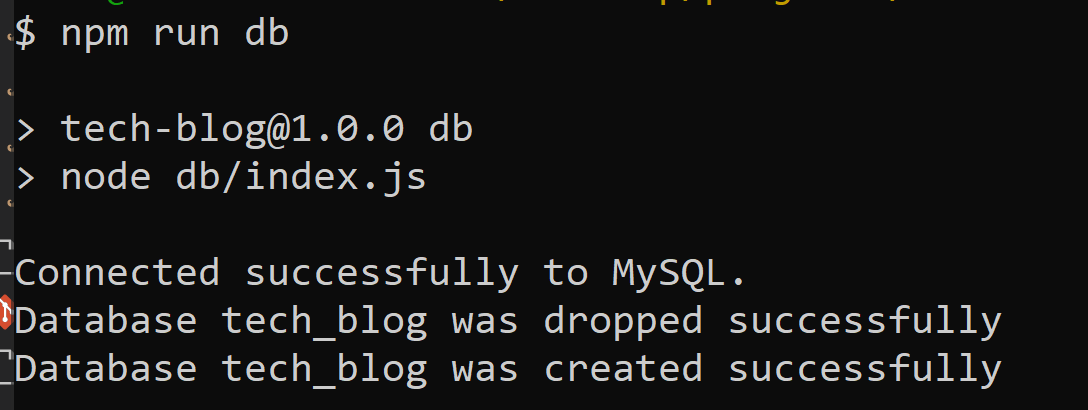 $ npm run db
> tech-blog@1.0.0 db
> node db/index.js
Connected successfully to MySQL.
Database tech_blog was dropped successfully
Database tech_blog was created successfully